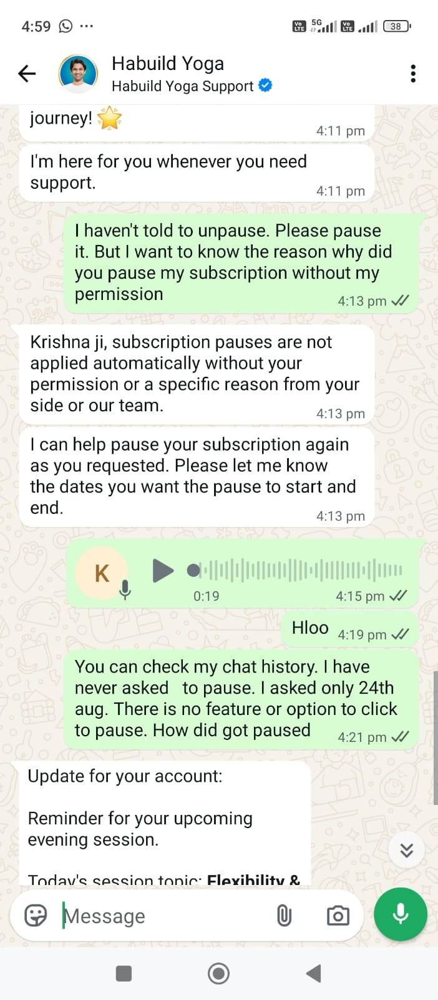 4:59
Vo LTE 5G Vo LTE 38
Habuild Yoga
Habuild Yoga Support
journey! 🌟
4:11 pm
I'm here for you whenever you need
support.
4:11 pm
I haven't told to unpause. Please pause
it. But I want to know the reason why did
you pause my subscription without my
permission
4:13 pm
Krishna ji, subscription pauses are not
applied automatically without your
permission or a specific reason from your
side or our team.
4:13 pm
I can help pause your subscription again
as you requested. Please let me know
the dates you want the pause to start and
end.
4:13 pm
K
0:19
4:15 pm
Hloo
4:19 pm
You can check my chat history. I have
never asked to pause. I asked only 24th
aug. There is no feature or option to click
to pause. How did got paused
4:21 pm
Update for your account:
Reminder for your upcoming
evening session.
Today's session topic: Flexibility &
Message